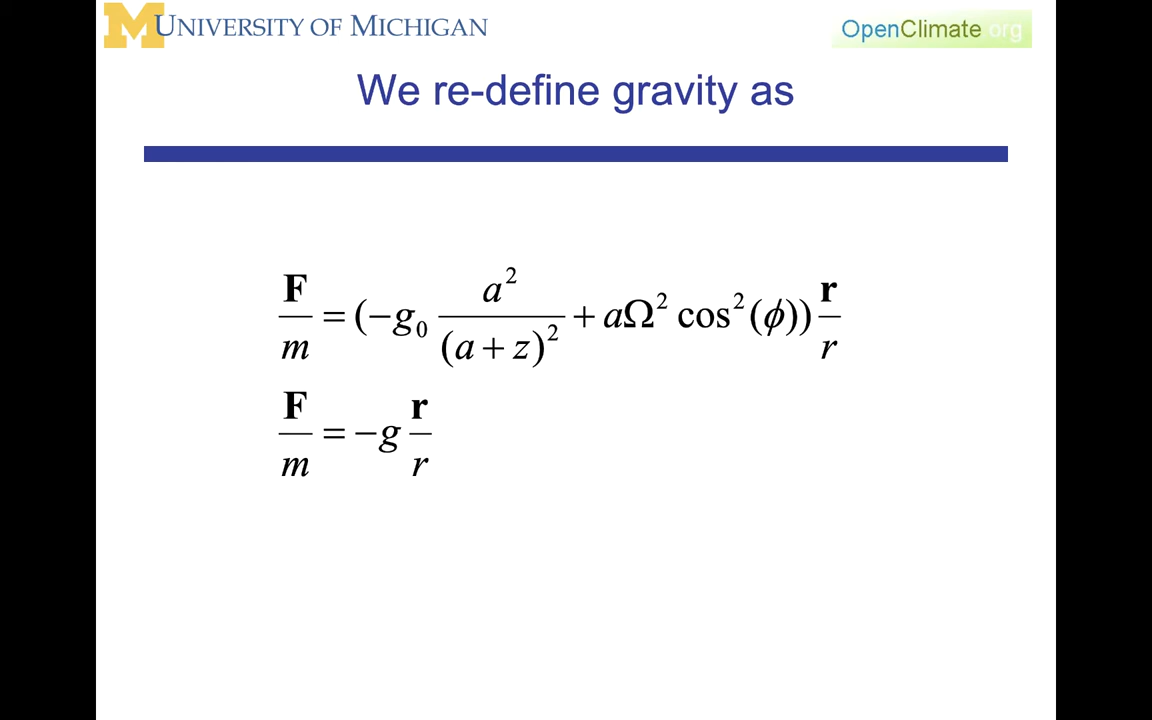 M UNIVERSITY OF MICHIGAN
OpenClimate org
We re-define gravity as
F/m = (−g₀ a²/(a + z)² + aΩ² cos²(ϕ)) r/r
F/m = −g r/r